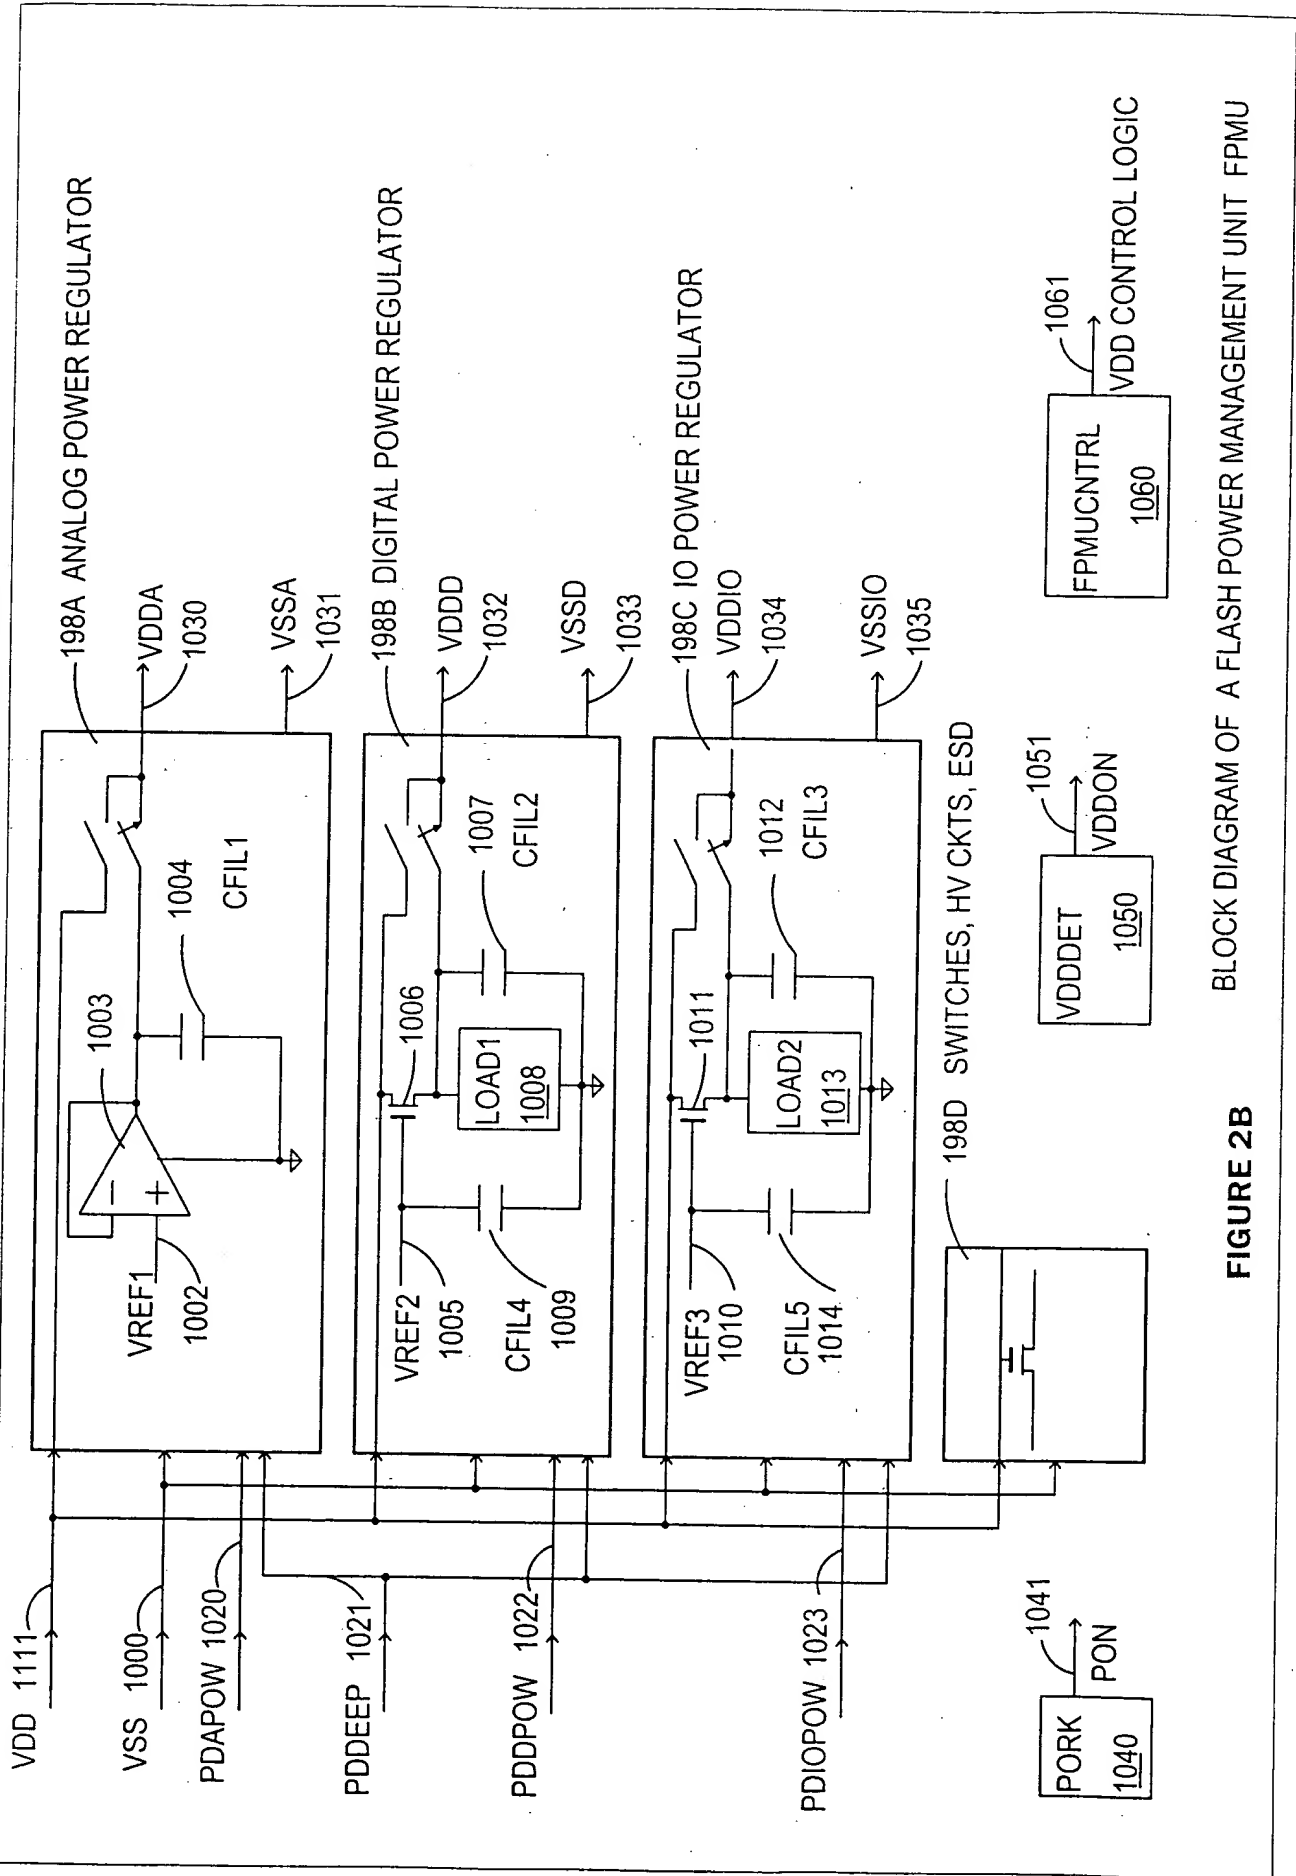 VDD 1111
VSS 1000
PDAPOW 1020
PDDEEP 1021
PDDPOW 1022
PDIOPOW 1023
198A ANALOG POWER REGULATOR
VREF1
1002
1003
1004
CFIL1
VDDA
1030
VSSA
1031
198B DIGITAL POWER REGULATOR
VREF2
1005
1006
LOAD1
1008
1007
CFIL2
CFIL4
1009
VDDD
1032
VSSD
1033
198C IO POWER REGULATOR
VREF3
1010
1011
LOAD2
1013
1012
CFIL3
CFIL5
1014
VDDIO
1034
VSSIO
1035
198D SWITCHES, HV CKTS, ESD
PORK
1040
1041
PON
VDDDET
1050
1051
VDDON
FPMUCNTRL
1060
1061
VDD CONTROL LOGIC
BLOCK DIAGRAM OF A FLASH POWER MANAGEMENT UNIT FPMU
FIGURE 2B